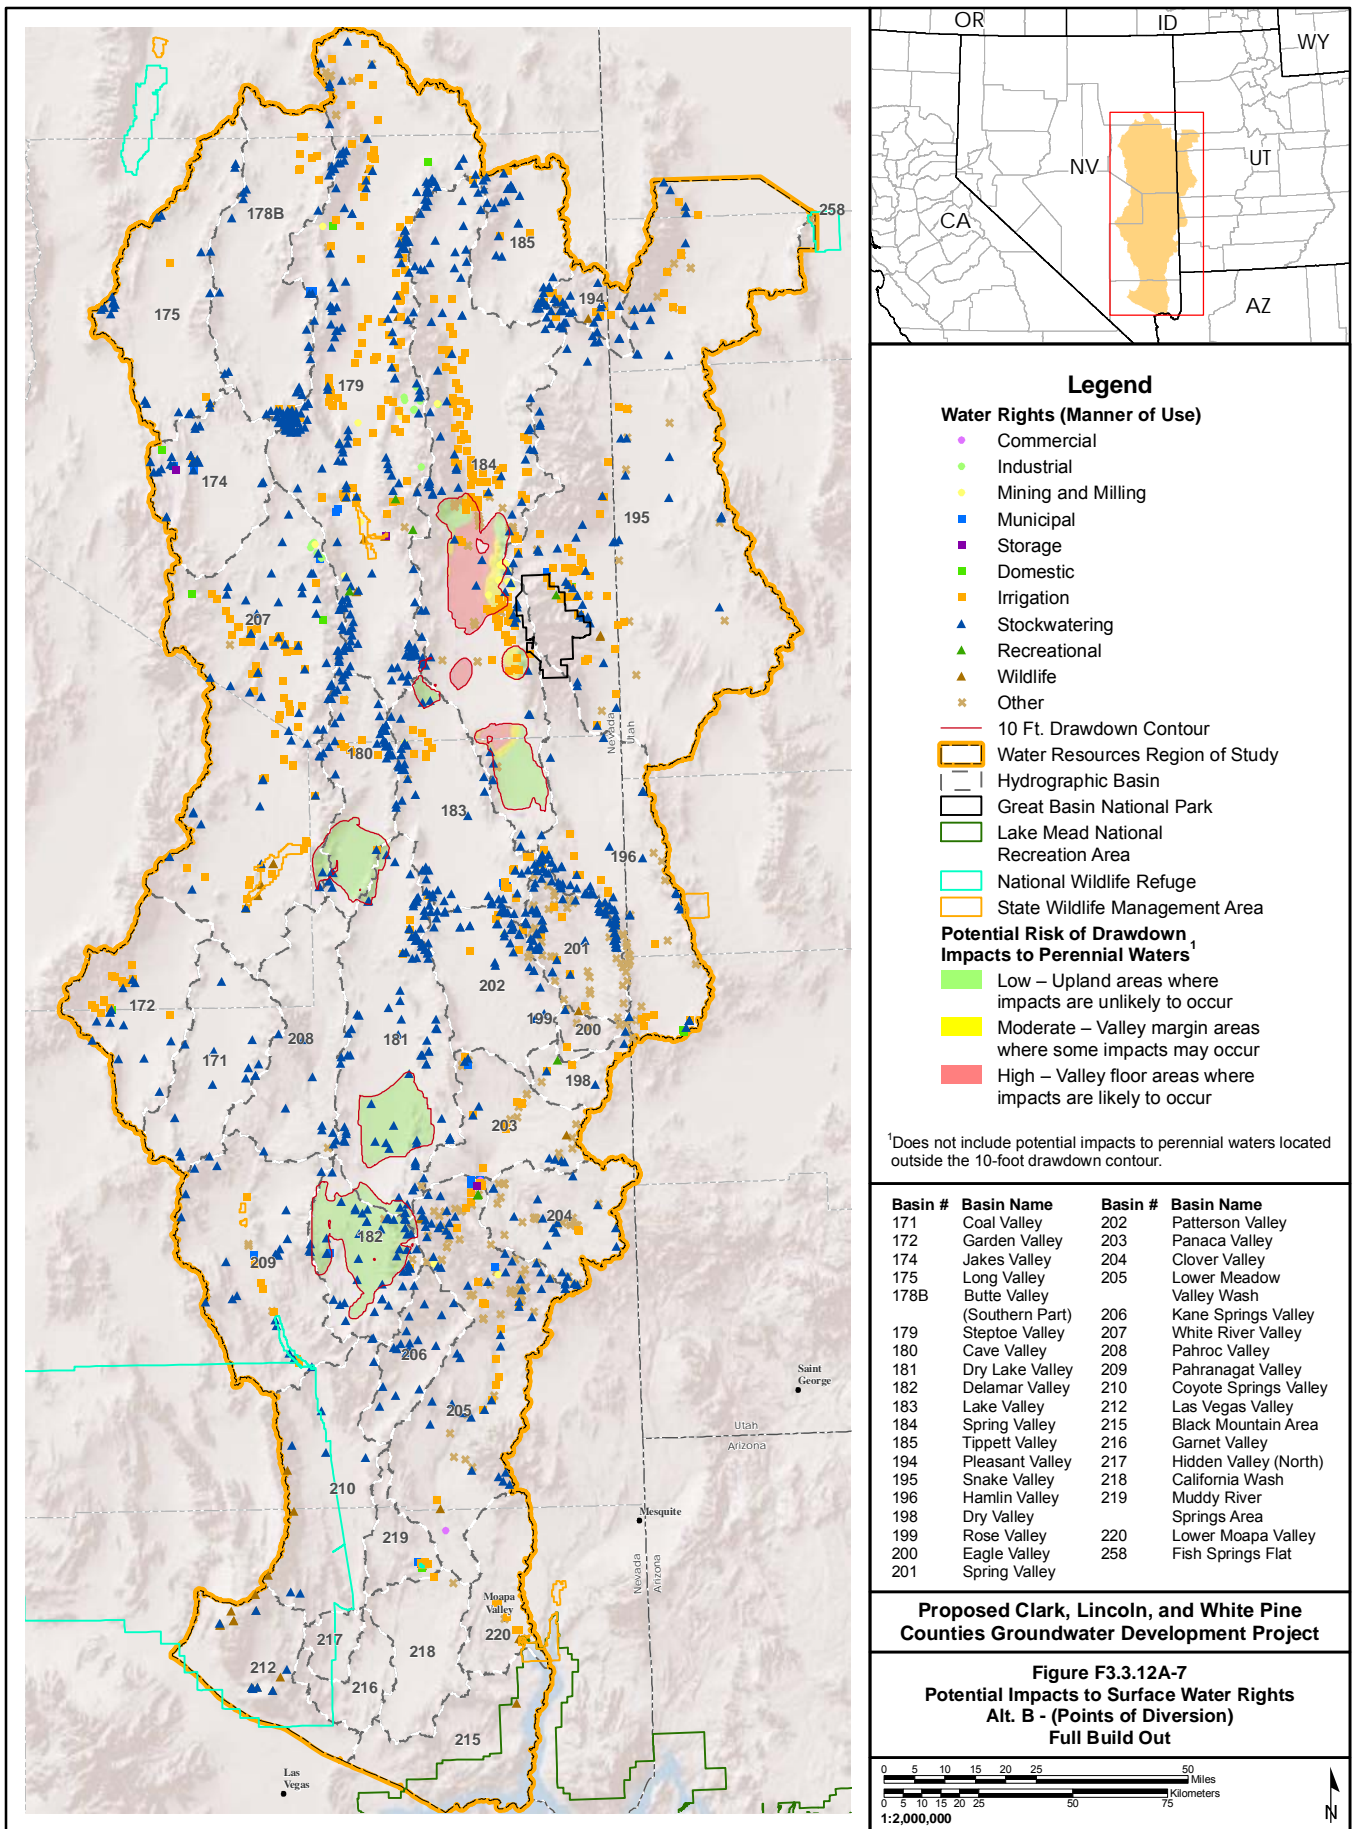 OR
ID
WY
NV
UT
CA
AZ
258
178B
185
175
194
179
184
174
195
207
180
183
196
201
202
172
199
200
208
181
171
198
203
204
182
209
206
205
210
219
217
218
220
212
216
215
Nevada
Utah
Saint
George
Utah
Arizona
Mesquite
Nevada
Arizona
Moapa
Valley
Las
Vegas
Legend
Water Rights (Manner of Use)
Commercial
Industrial
Mining and Milling
Municipal
Storage
Domestic
Irrigation
Stockwatering
Recreational
Wildlife
Other
10 Ft. Drawdown Contour
Water Resources Region of Study
Hydrographic Basin
Great Basin National Park
Lake Mead National
Recreation Area
National Wildlife Refuge
State Wildlife Management Area
Potential Risk of Drawdown
Impacts to Perennial Waters1
Low – Upland areas where
impacts are unlikely to occur
Moderate – Valley margin areas
where some impacts may occur
High – Valley floor areas where
impacts are likely to occur
1Does not include potential impacts to perennial waters located
outside the 10-foot drawdown contour.
Basin # Basin Name Basin # Basin Name
171 Coal Valley 202 Patterson Valley
172 Garden Valley 203 Panaca Valley
174 Jakes Valley 204 Clover Valley
175 Long Valley 205 Lower Meadow
178B Butte Valley Valley Wash
(Southern Part) 206 Kane Springs Valley
179 Steptoe Valley 207 White River Valley
180 Cave Valley 208 Pahroc Valley
181 Dry Lake Valley 209 Pahranagat Valley
182 Delamar Valley 210 Coyote Springs Valley
183 Lake Valley 212 Las Vegas Valley
184 Spring Valley 215 Black Mountain Area
185 Tippett Valley 216 Garnet Valley
194 Pleasant Valley 217 Hidden Valley (North)
195 Snake Valley 218 California Wash
196 Hamlin Valley 219 Muddy River
198 Dry Valley Springs Area
199 Rose Valley 220 Lower Moapa Valley
200 Eagle Valley 258 Fish Springs Flat
201 Spring Valley
Proposed Clark, Lincoln, and White Pine
Counties Groundwater Development Project
Figure F3.3.12A-7
Potential Impacts to Surface Water Rights
Alt. B - (Points of Diversion)
Full Build Out
0 5 10 15 20 25 50
Miles
Kilometers
0 5 10 15 20 25 50 75
1:2,000,000
N